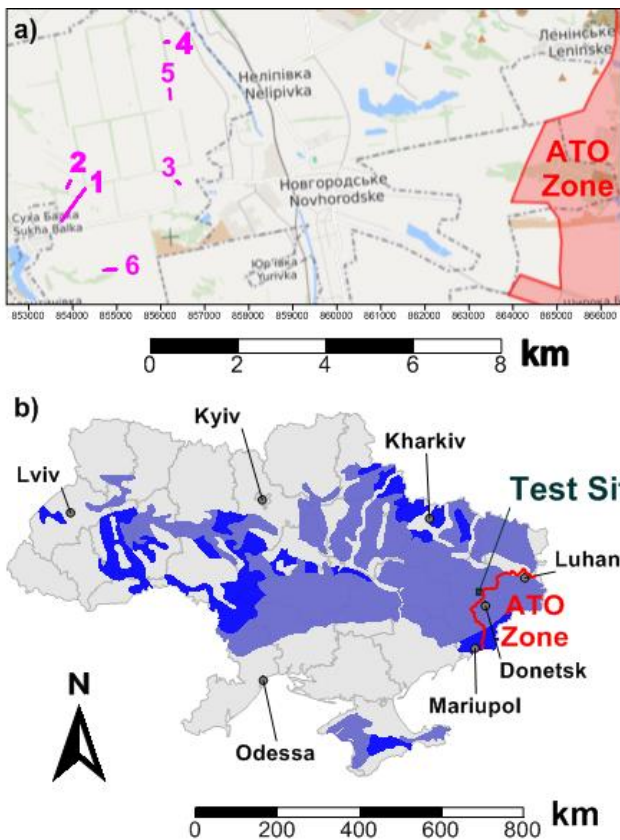 a)
4
5
Ленінське
Leninske
Неліпівка
Nelipivka
ATO
Zone
2
1
3
Новгородське
Novhorodske
Суха Балка
Sukha Balka
Юр'ївка
Yurivka
6
853000 854000 855000 856000 857000 858000 859000 860000 861000 862000 863000 864000 865000 866000
0 2 4 6 8
km
b)
Kyiv
Kharkiv
Lviv
Test Sit
Luhan
ATO
Zone
Donetsk
Mariupol
Odessa
N
0 200 400 600 800
km